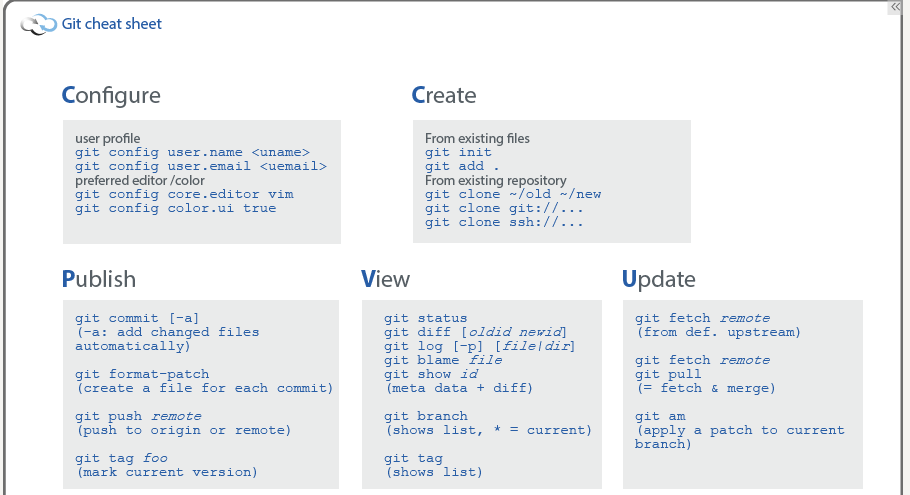 Git cheat sheet
Configure
user profile
git config user.name <uname>
git config user.email <uemail>
preferred editor/color
git config core.editor vim
git config color.ui true
Create
From existing files
git init
git add .
From existing repository
git clone ~/old ~/new
git clone git://...
git clone ssh://...
Publish
git commit [-a]
(-a: add changed files
automatically)
git format-patch
(create a file for each commit)
git push remote
(push to origin or remote)
git tag foo
(mark current version)
View
git status
git diff [oldid newid]
git log [-p] [file|dir]
git blame file
git show id
(meta data + diff)
git branch
(shows list, * = current)
git tag
(shows list)
Update
git fetch remote
(from def. upstream)
git fetch remote
git pull
(= fetch & merge)
git am
(apply a patch to current
branch)